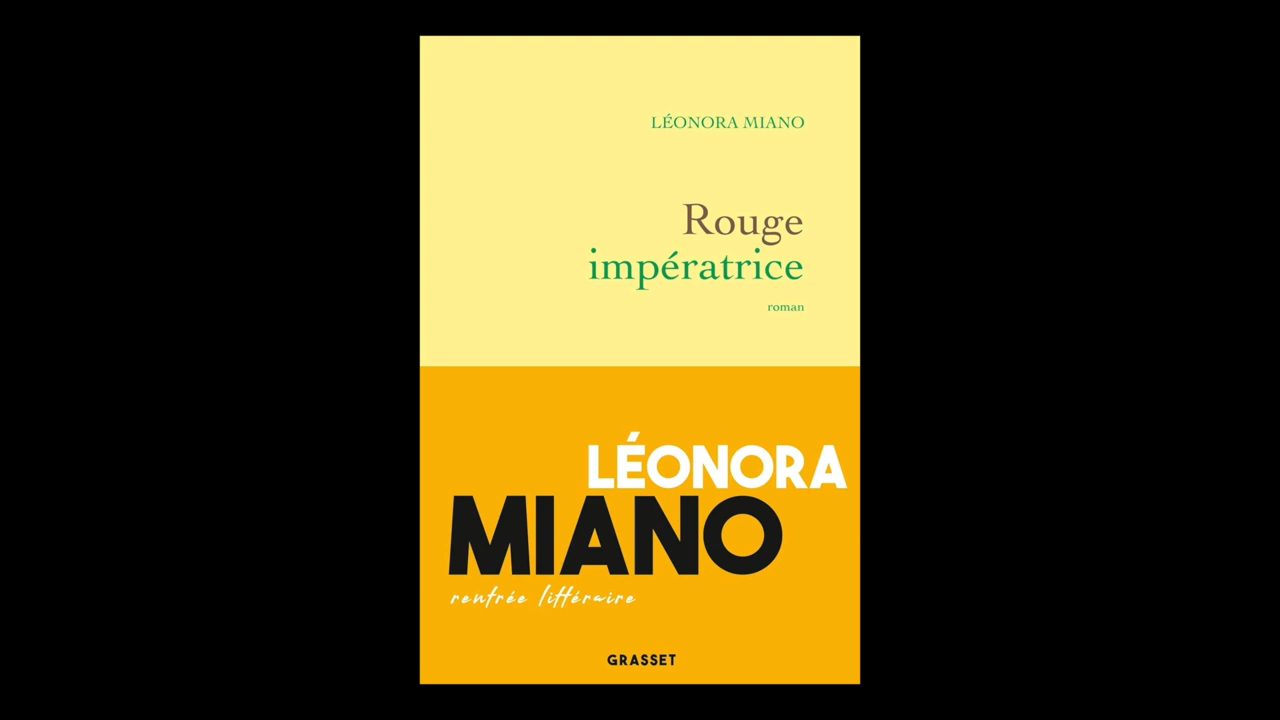 LÉONORA MIANO
Rouge
impératrice
roman
LÉONORA
MIANO
rentrée littéraire
GRASSET